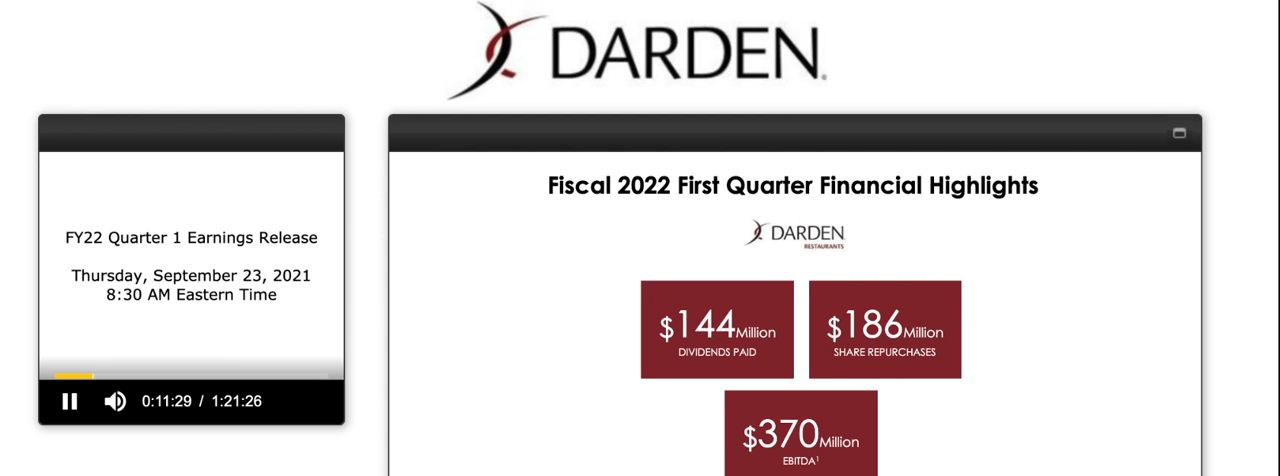 DARDEN
FY22 Quarter 1 Earnings Release
Thursday, September 23, 2021
8:30 AM Eastern Time
0:11:29 / 1:21:26
Fiscal 2022 First Quarter Financial Highlights
DARDEN
RESTAURANTS
$144Million
DIVIDENDS PAID
$186Million
SHARE REPURCHASES
$370Million
EBITDA¹